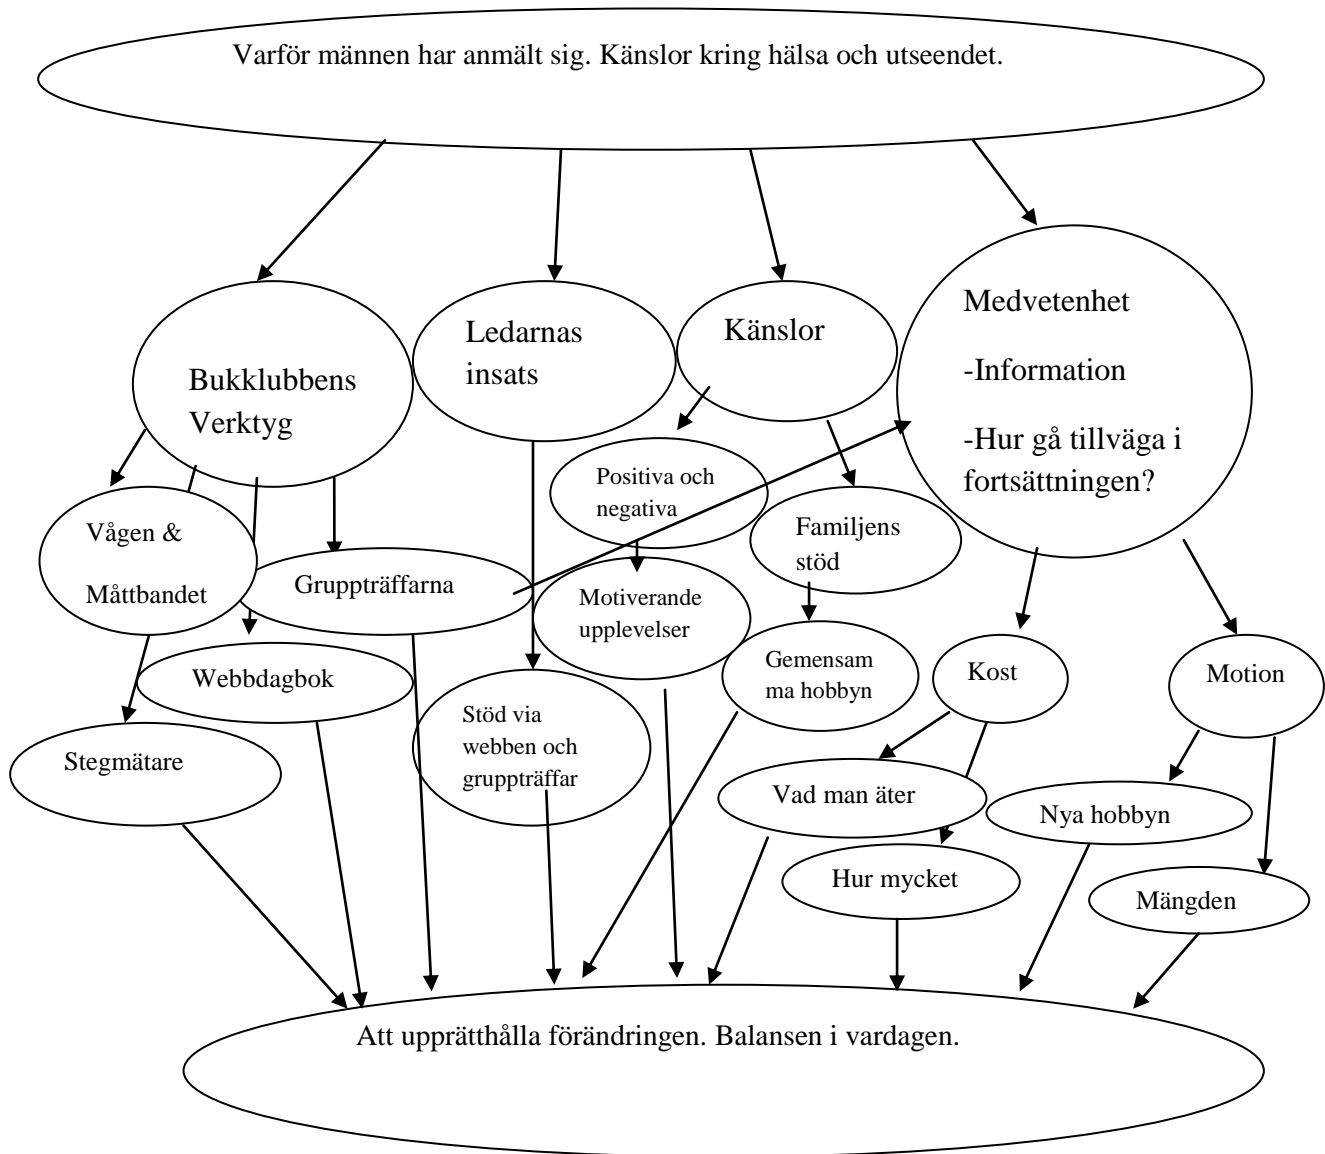 Varför männen har anmält sig. Känslor kring hälsa och utseendet.
Bukklubbens
Verktyg
Ledarnas
insats
Känslor
Medvetenhet
-Information
-Hur gå tillväga i
fortsättningen?
Vågen &
Måttbandet
Gruppträffarna
Positiva och
negativa
Familjens
stöd
Motiverande
upplevelser
Webbdagbok
Gemensam
ma hobbyn
Kost
Motion
Stegmätare
Stöd via
webben och
gruppträffar
Vad man äter
Nya hobbyn
Hur mycket
Mängden
Att upprätthålla förändringen. Balansen i vardagen.